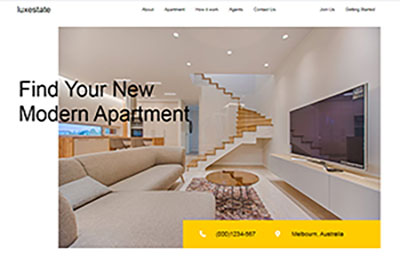 luxestate
About Apartment How it work Agents Contact Us Join Us Getting Started
Find Your New
Modern Apartment
(000)1234-567 Melbourn, Australia